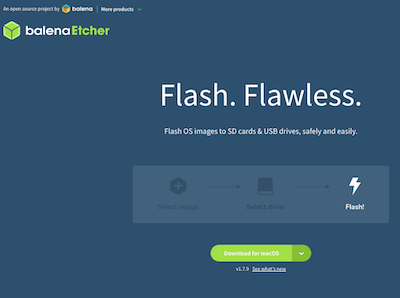 An open source project by balena | More products
balenaEtcher
Flash. Flawless.
Flash OS images to SD cards & USB drives, safely and easily.
Select image Select drive Flash!
Download for macOS
v1.7.9 See what's new